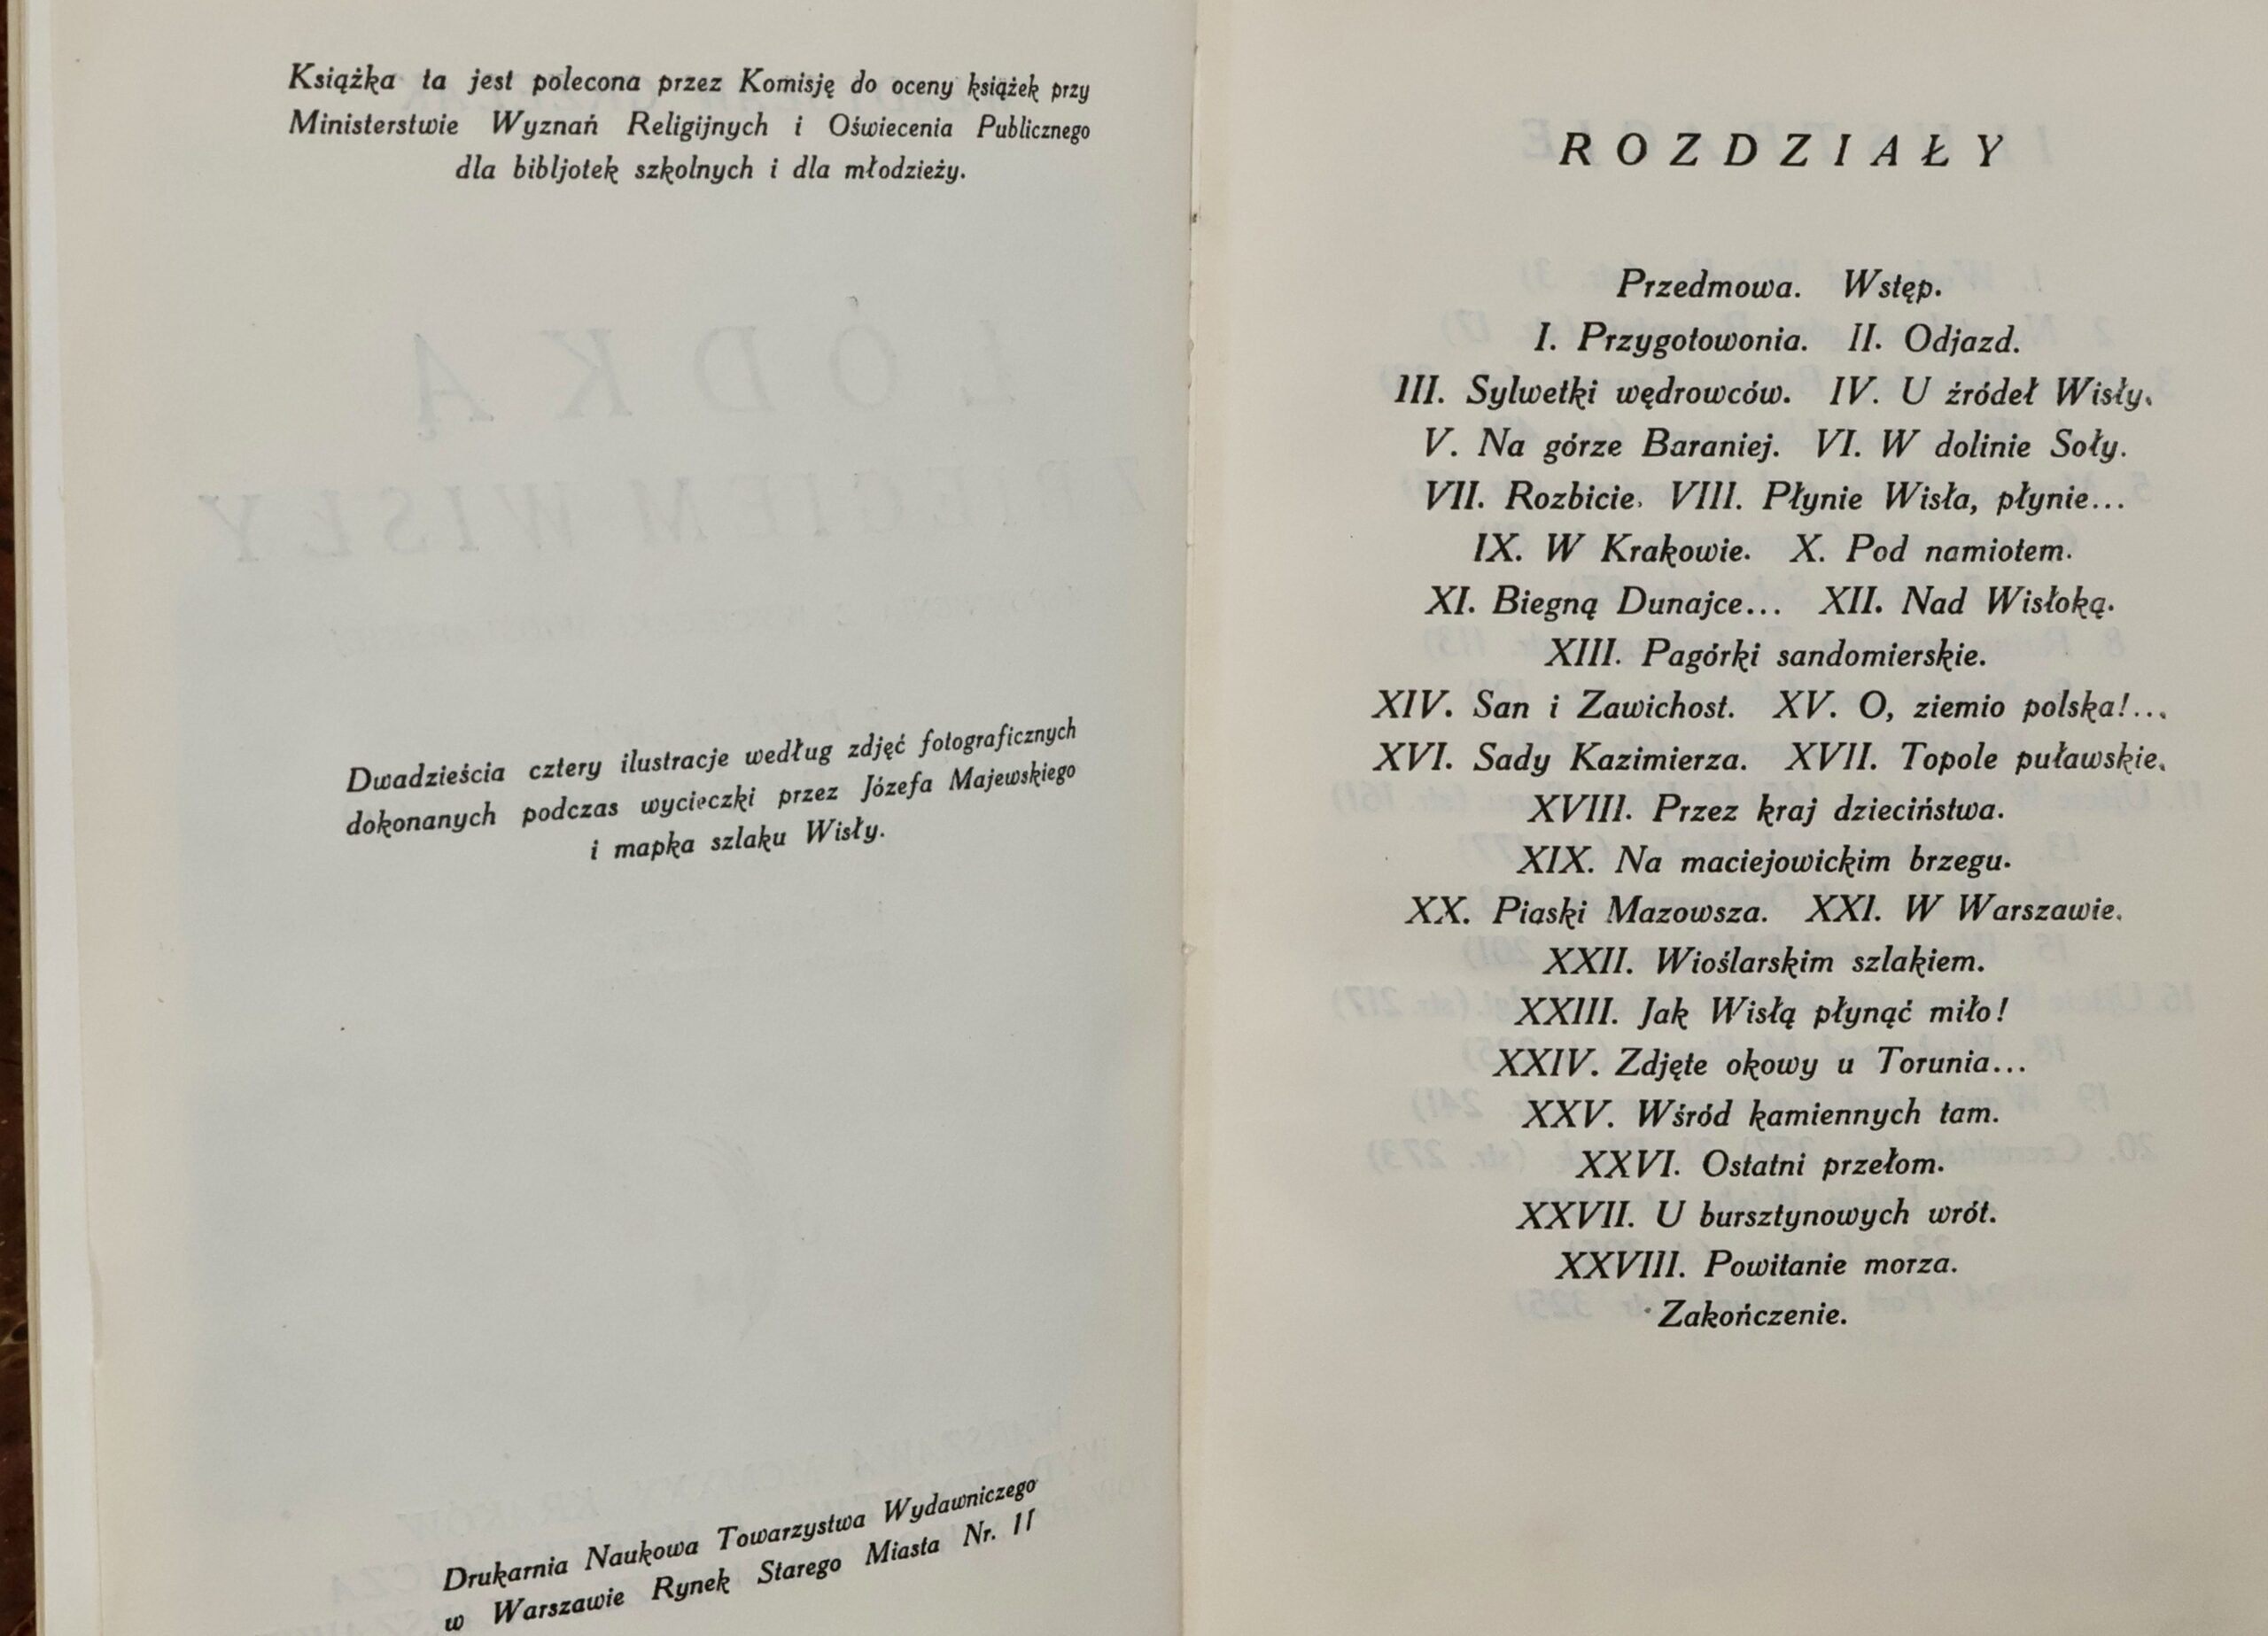 Książka ta jest polecona przez Komisję do oceny książek przy
Ministerstwie Wyznań Religijnych i Oświecenia Publicznego
dla bibljotek szkolnych i dla młodzieży.
ŁÓDKĄ
Z BIEGIEM WISŁY
Dwadzieścia cztery ilustracje według zdjęć fotograficznych
dokonanych podczas wycieczki przez Józefa Majewskiego
i mapka szlaku Wisły.
Drukarnia Naukowa Towarzystwa Wydawniczego
w Warszawie Rynek Starego Miasta Nr. 11
ROZDZIAŁY
Przedmowa. Wstęp.
I. Przygotowonia. II. Odjazd.
III. Sylwetki wędrowców. IV. U źródeł Wisły.
V. Na górze Baraniej. VI. W dolinie Soły.
VII. Rozbicie. VIII. Płynie Wisła, płynie...
IX. W Krakowie. X. Pod namiotem.
XI. Biegną Dunajce... XII. Nad Wisłoką.
XIII. Pagórki sandomierskie.
XIV. San i Zawichost. XV. O, ziemio polska!...
XVI. Sady Kazimierza. XVII. Topole puławskie.
XVIII. Przez kraj dzieciństwa.
XIX. Na maciejowickim brzegu.
XX. Piaski Mazowsza. XXI. W Warszawie.
XXII. Wioślarskim szlakiem.
XXIII. Jak Wisłą płynąć miło!
XXIV. Zdjęte okowy u Torunia...
XXV. Wśród kamiennych tam.
XXVI. Ostatni przełom.
XXVII. U bursztynowych wrót.
XXVIII. Powitanie morza.
Zakończenie.